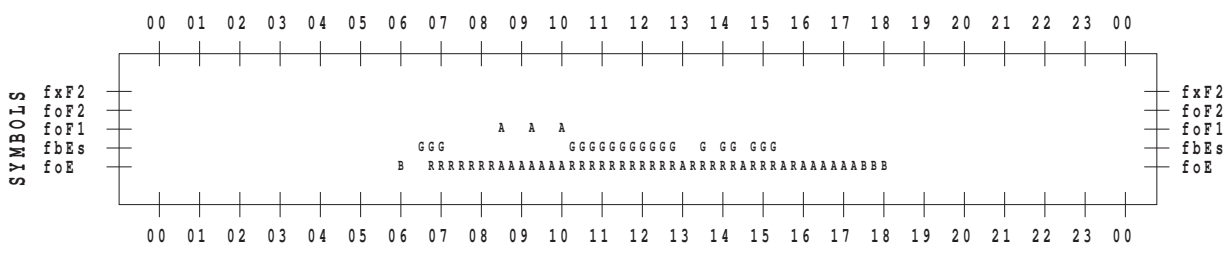 00 01 02 03 04 05 06 07 08 09 10 11 12 13 14 15 16 17 18 19 20 21 22 23 00
SYMBOLS
fxF2 fxF2
foF2 foF2
foF1 A A A foF1
fbEs GGG GGGGGGGGGGG G GG GGG fbEs
foE B RRRRRRRAAAAAAARRRRRRRRRRRARRRRRARRRARAAAAAABBB foE
00 01 02 03 04 05 06 07 08 09 10 11 12 13 14 15 16 17 18 19 20 21 22 23 00